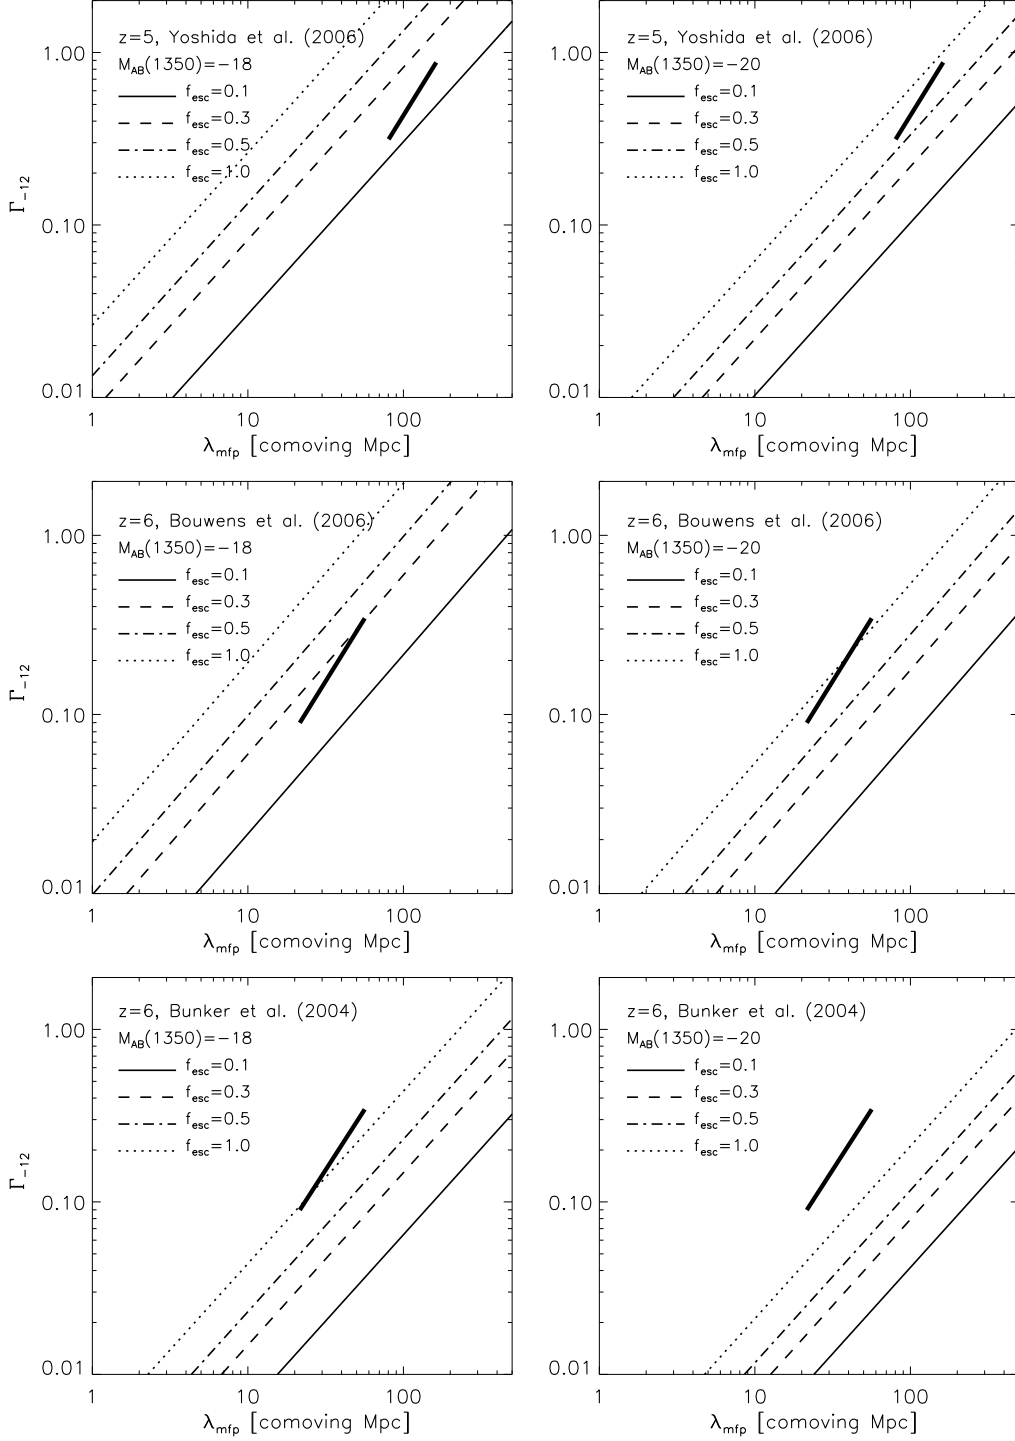 z=5, Yoshida et al. (2006)
M_AB(1350)=−18
f_esc=0.1
f_esc=0.3
f_esc=0.5
f_esc=1.0
1.00
0.10
0.01
Γ_−12
1 10 100
λ_mfp [comoving Mpc]
z=5, Yoshida et al. (2006)
M_AB(1350)=−20
f_esc=0.1
f_esc=0.3
f_esc=0.5
f_esc=1.0
1.00
0.10
0.01
1 10 100
λ_mfp [comoving Mpc]
z=6, Bouwens et al. (2006)
M_AB(1350)=−18
f_esc=0.1
f_esc=0.3
f_esc=0.5
f_esc=1.0
1.00
0.10
0.01
Γ_−12
1 10 100
λ_mfp [comoving Mpc]
z=6, Bouwens et al. (2006)
M_AB(1350)=−20
f_esc=0.1
f_esc=0.3
f_esc=0.5
f_esc=1.0
1.00
0.10
0.01
1 10 100
λ_mfp [comoving Mpc]
z=6, Bunker et al. (2004)
M_AB(1350)=−18
f_esc=0.1
f_esc=0.3
f_esc=0.5
f_esc=1.0
1.00
0.10
0.01
Γ_−12
1 10 100
λ_mfp [comoving Mpc]
z=6, Bunker et al. (2004)
M_AB(1350)=−20
f_esc=0.1
f_esc=0.3
f_esc=0.5
f_esc=1.0
1.00
0.10
0.01
1 10 100
λ_mfp [comoving Mpc]